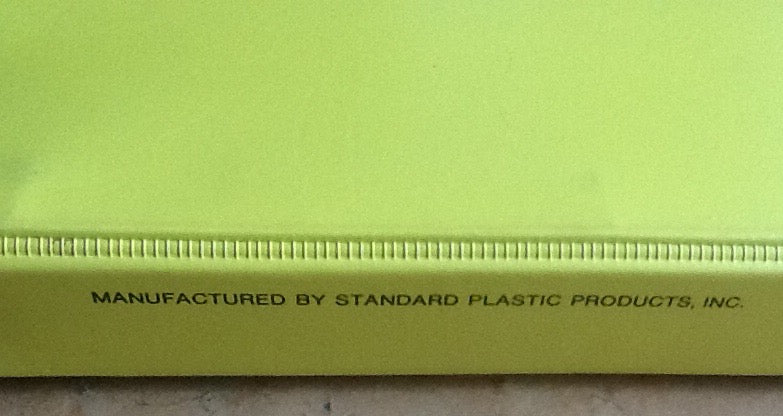 MANUFACTURED BY STANDARD PLASTIC PRODUCTS, INC.